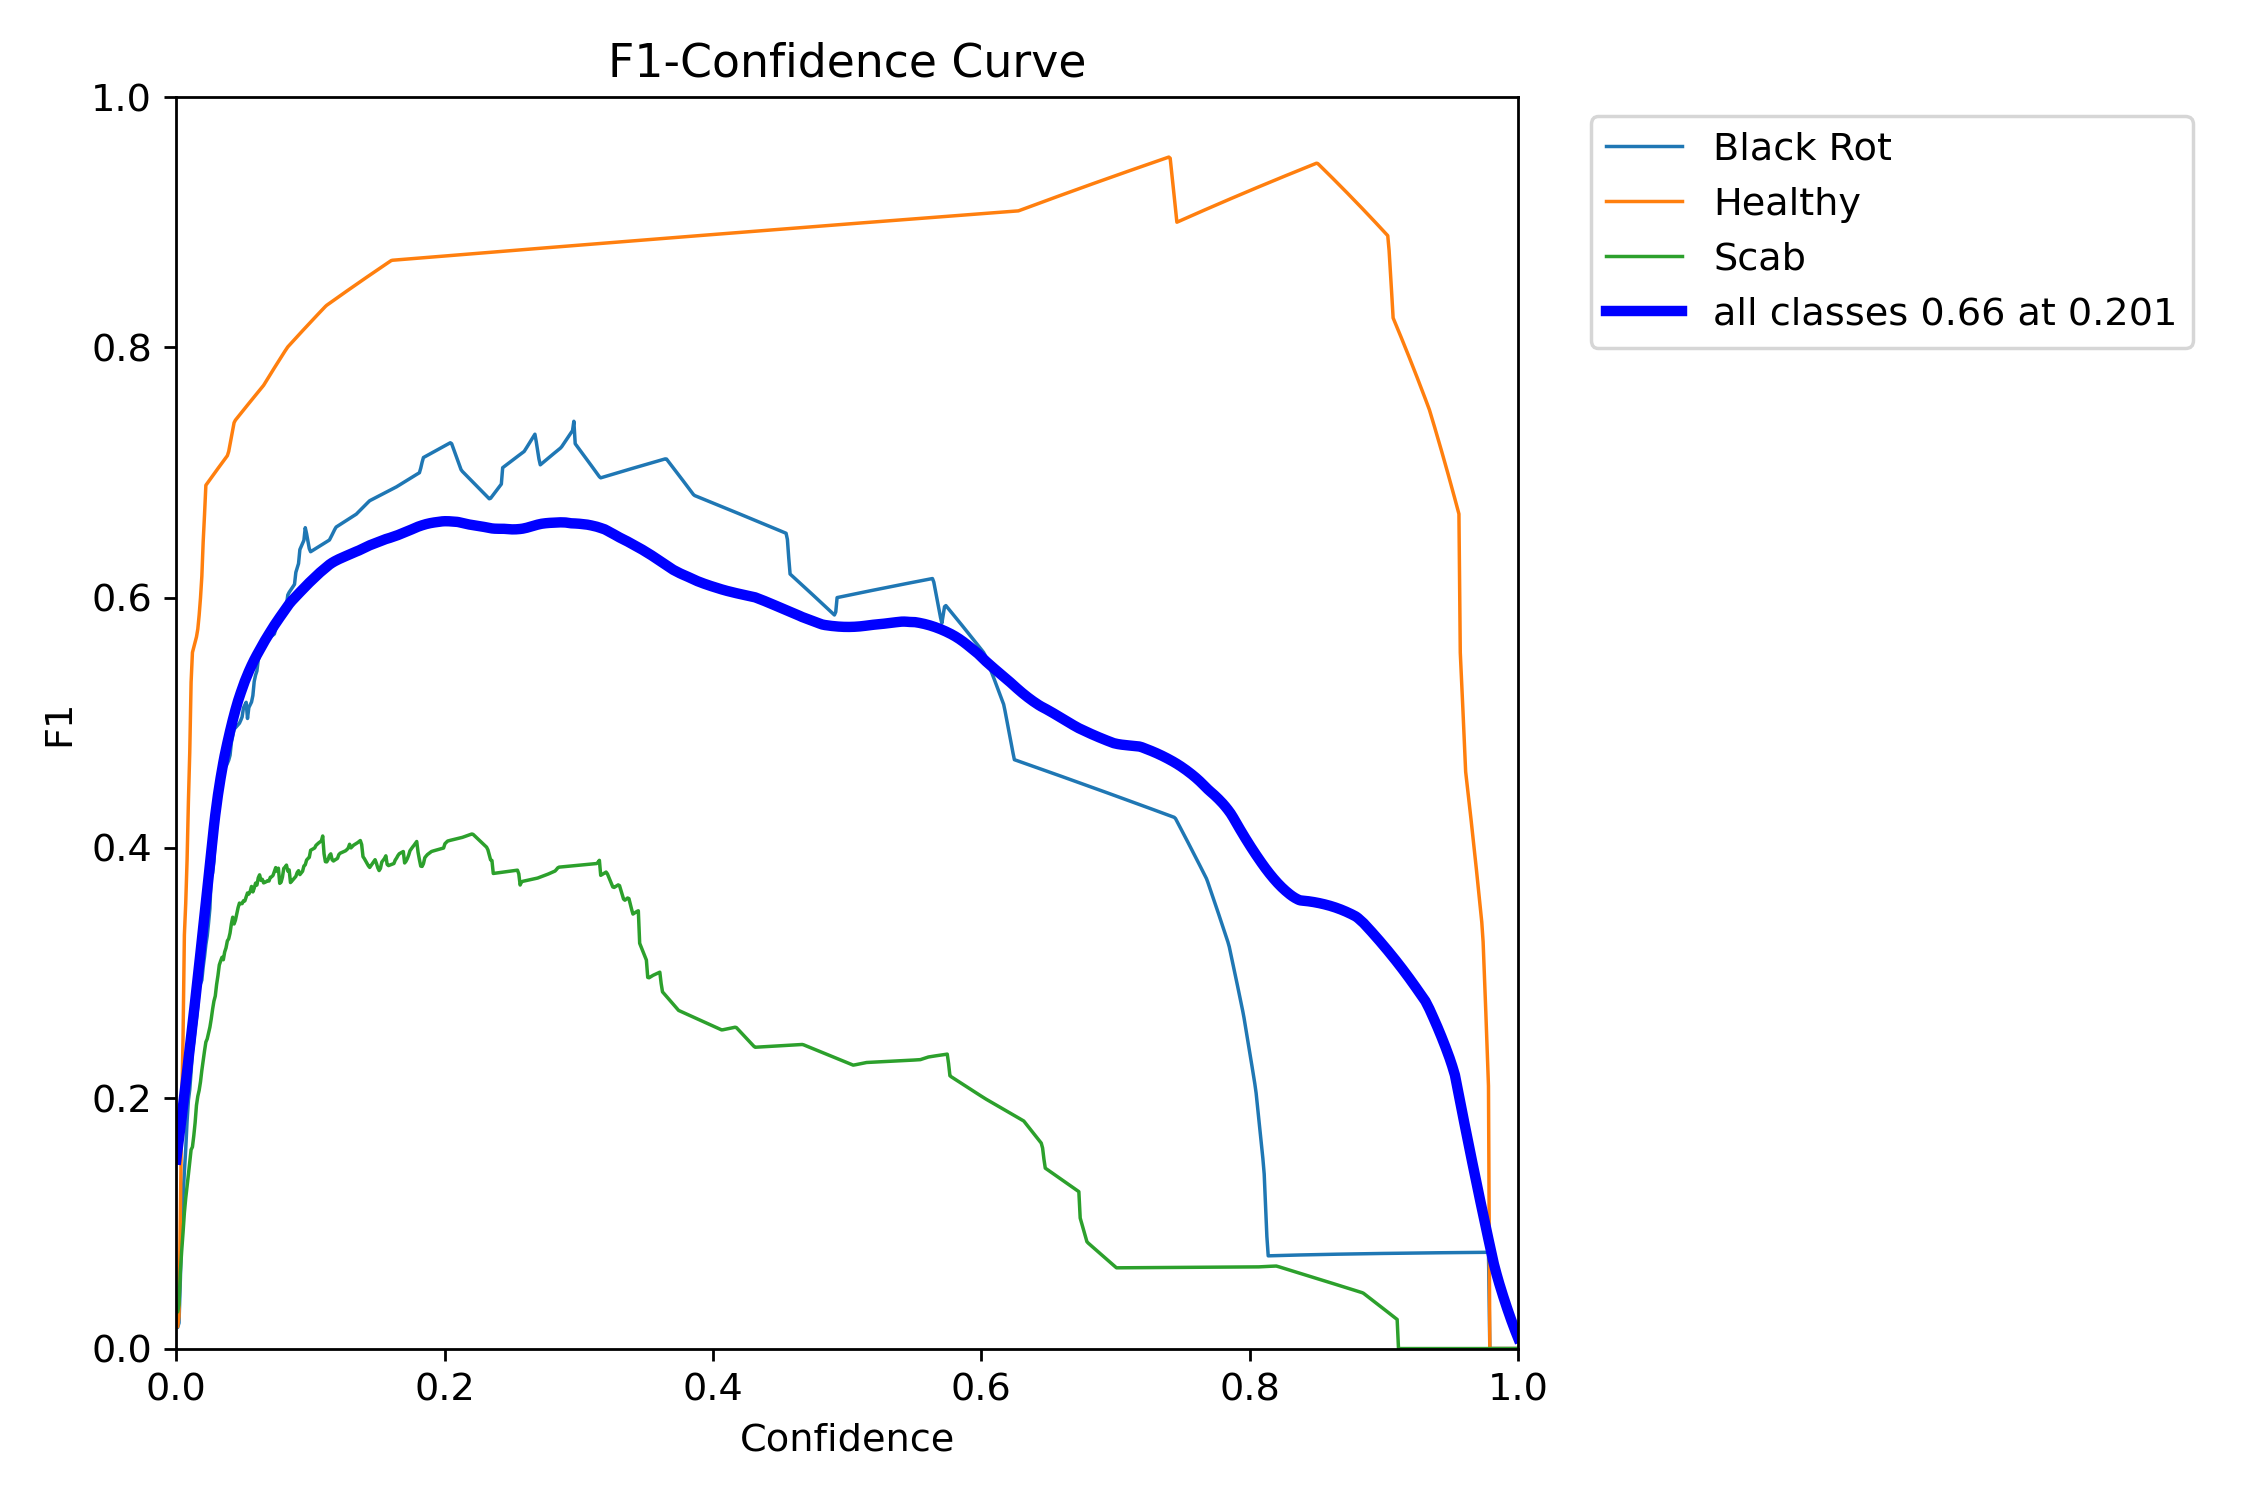 F1-Confidence Curve
1.0
0.8
0.6
0.4
0.2
0.0
F1
0.0 0.2 0.4 0.6 0.8 1.0
Confidence
Black Rot
Healthy
Scab
all classes 0.66 at 0.201